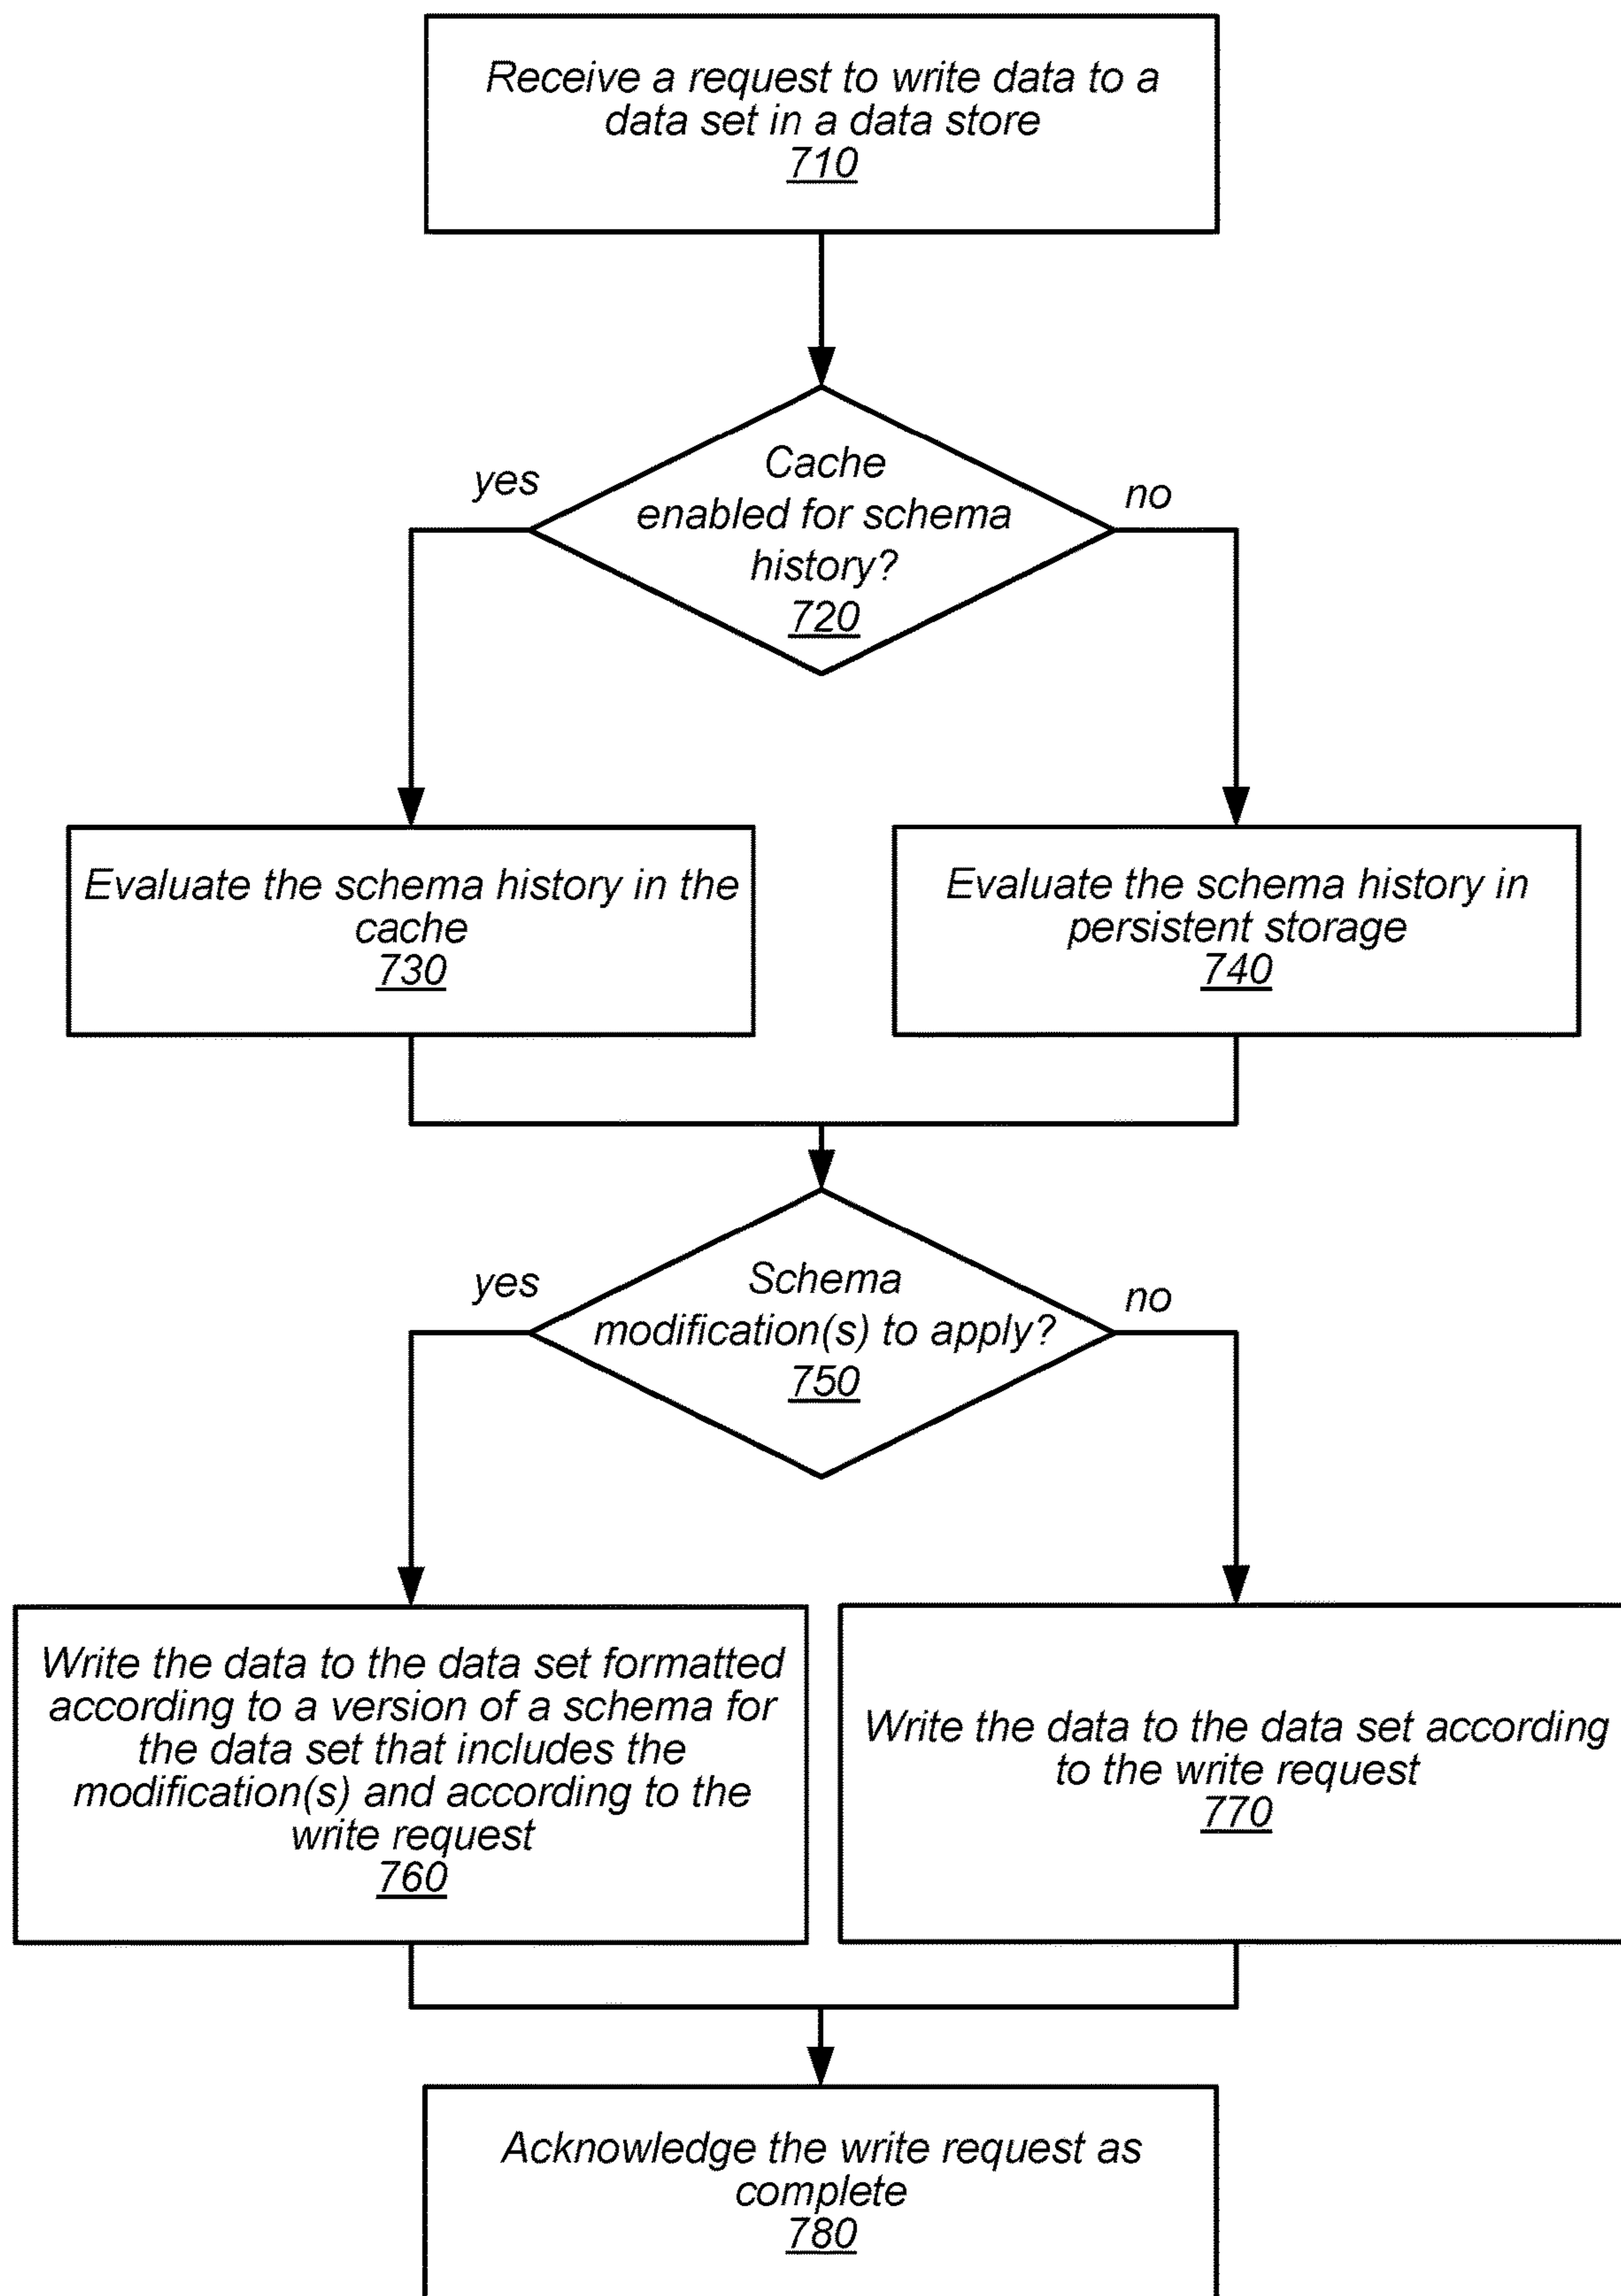 Receive a request to write data to a
data set in a data store
710
yes
Cache
enabled for schema
history?
720
no
Evaluate the schema history in the
cache
730
Evaluate the schema history in
persistent storage
740
yes
Schema
modification(s) to apply?
750
no
Write the data to the data set formatted
according to a version of a schema for
the data set that includes the
modification(s) and according to the
write request
760
Write the data to the data set according
to the write request
770
Acknowledge the write request as
complete
780